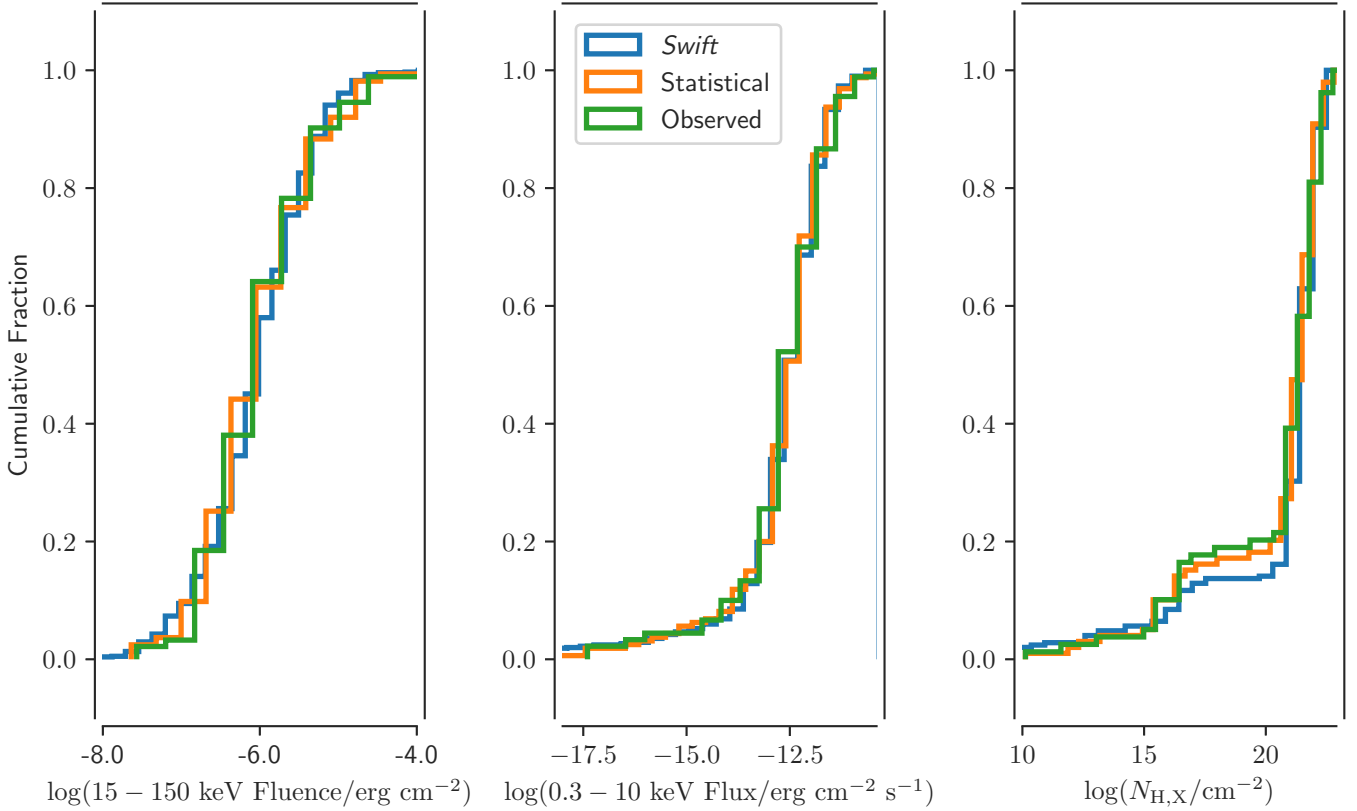 Swift
Statistical
Observed
Cumulative Fraction
1.0
0.8
0.6
0.4
0.2
0.0
-8.0 -6.0 -4.0
log(15 − 150 keV Fluence/erg cm⁻²)
1.0
0.8
0.6
0.4
0.2
0.0
−17.5 −15.0 −12.5
log(0.3 − 10 keV Flux/erg cm⁻² s⁻¹)
1.0
0.8
0.6
0.4
0.2
0.0
10 15 20
log(N_{H,X}/cm⁻²)